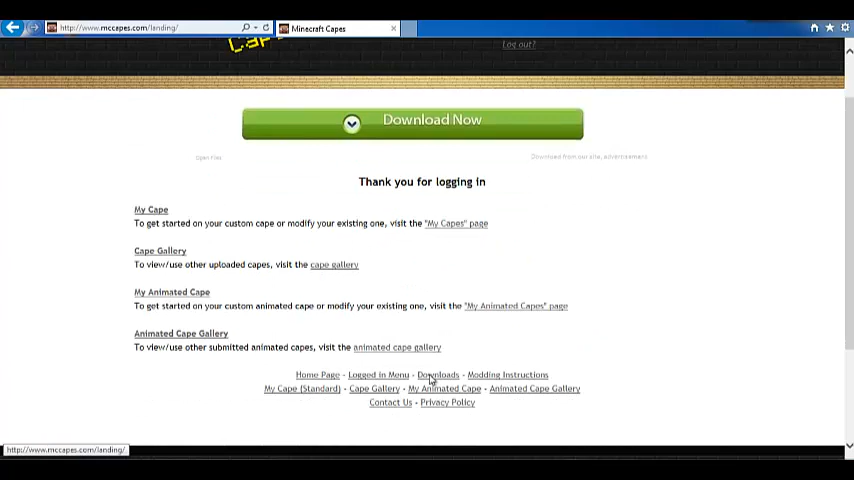 http://www.mccapes.com/landing/
Minecraft Capes
Cap
Log out?
Download Now
Open Files
Download from our site, advertisement
Thank you for logging in
My Cape
To get started on your custom cape or modify your existing one, visit the "My Capes" page
Cape Gallery
To view/use other uploaded capes, visit the cape gallery
My Animated Cape
To get started on your custom animated cape or modify your existing one, visit the "My Animated Capes" page
Animated Cape Gallery
To view/use other submitted animated capes, visit the animated cape gallery
Home Page - Logged in Menu - Downloads - Modding Instructions
My Cape (Standard) - Cape Gallery - My Animated Cape - Animated Cape Gallery
Contact Us - Privacy Policy
http://www.mccapes.com/landing/